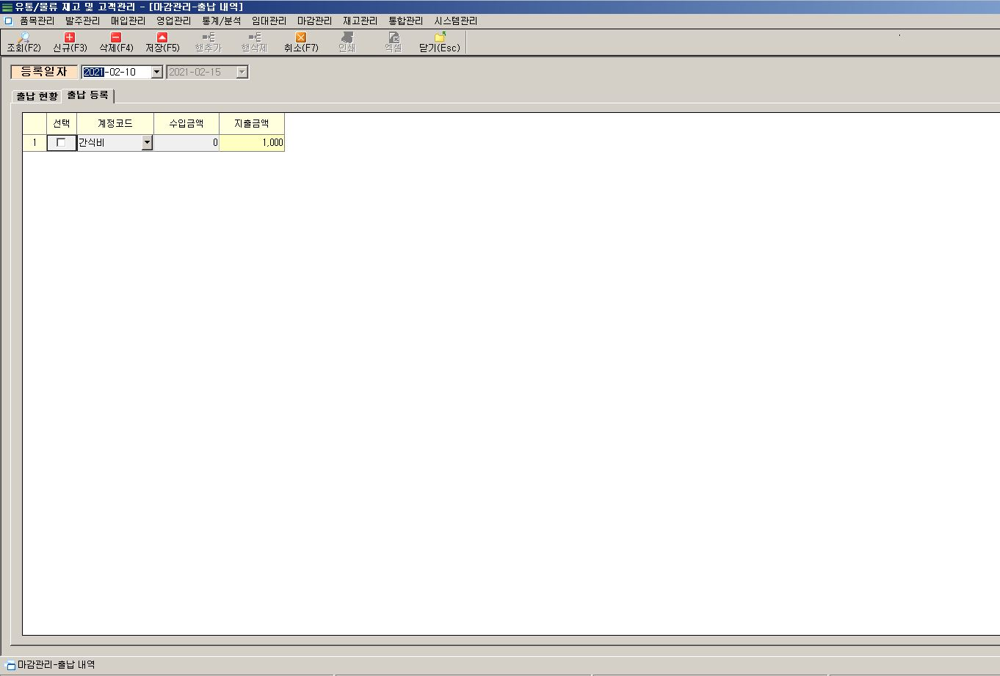 유통/물류 재고 및 고객관리 - [마감관리-출납 내역]
품목관리 발주관리 매입관리 영업관리 통계/분석 임대관리 마감관리 재고관리 통합관리 시스템관리
조회(F2) 신규(F3) 삭제(F4) 저장(F5) 행추가 행삭제 취소(F7) 인쇄 엑셀 닫기(Esc)
등록일자 2021-02-10 2021-02-15
출납 현황 출납 등록
선택 계정코드 수입금액 지출금액
1 간식비 0 1,000
마감관리-출납 내역